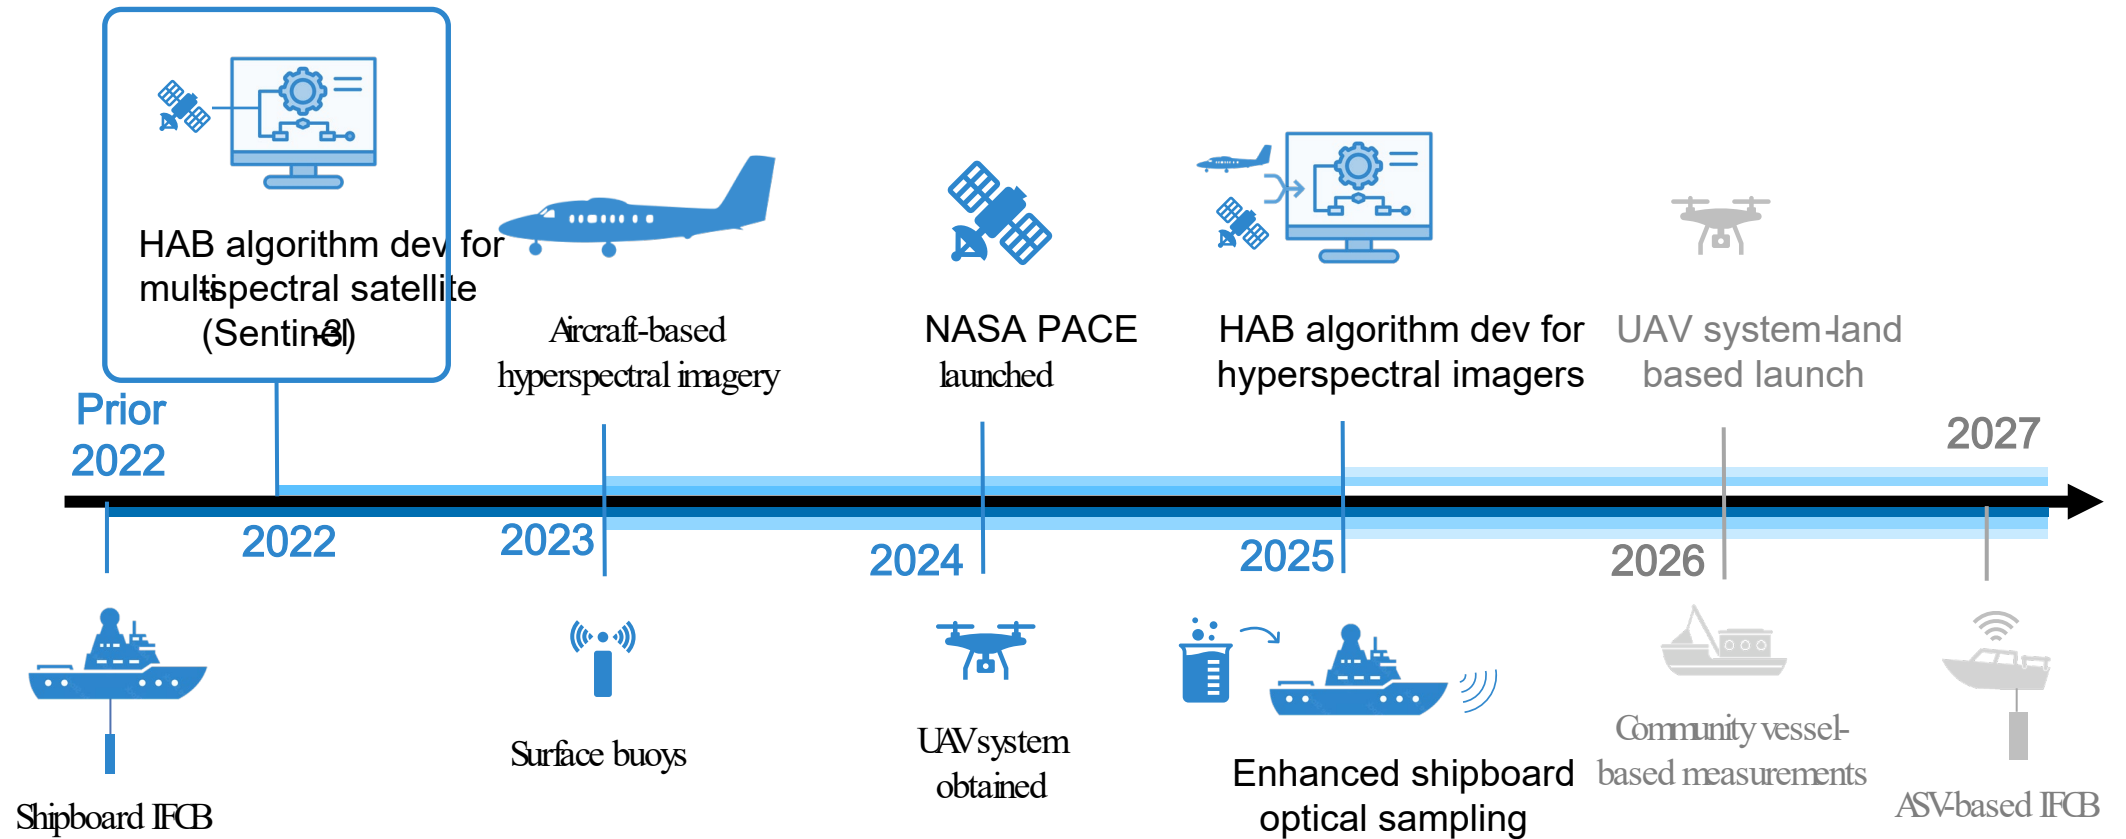 HAB algorithm dev for
multi-spectral satellite
(Sentinel-3)
Aircraft-based
hyperspectral imagery
NASA PACE
launched
HAB algorithm dev for
hyperspectral imagers
UAV system-land
based launch
Prior
2022
2027
2022
2023
2024
2025
2026
Shipboard IFCB
Surface buoys
UAV system
obtained
Enhanced shipboard
optical sampling
Community vessel-
based measurements
ASV-based IFCB